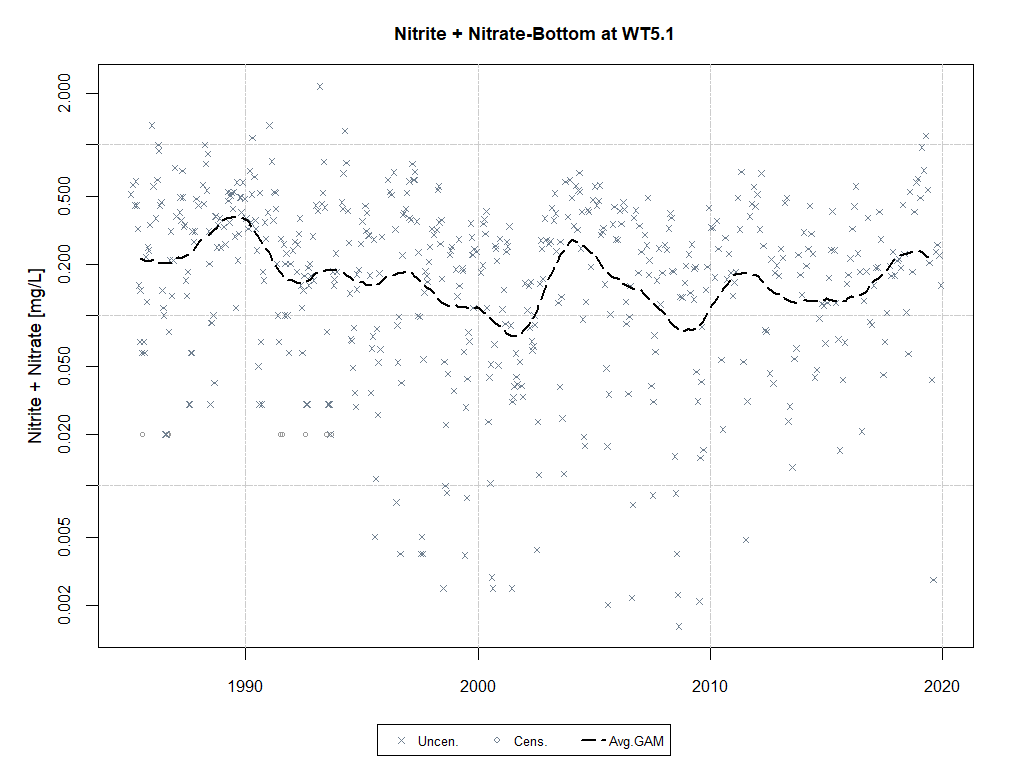 Nitrite + Nitrate-Bottom at WT5.1
Nitrite + Nitrate [mg/L]
2.000
0.500
0.200
0.050
0.020
0.005
0.002
1990 2000 2010 2020
Uncen. Cens. Avg.GAM